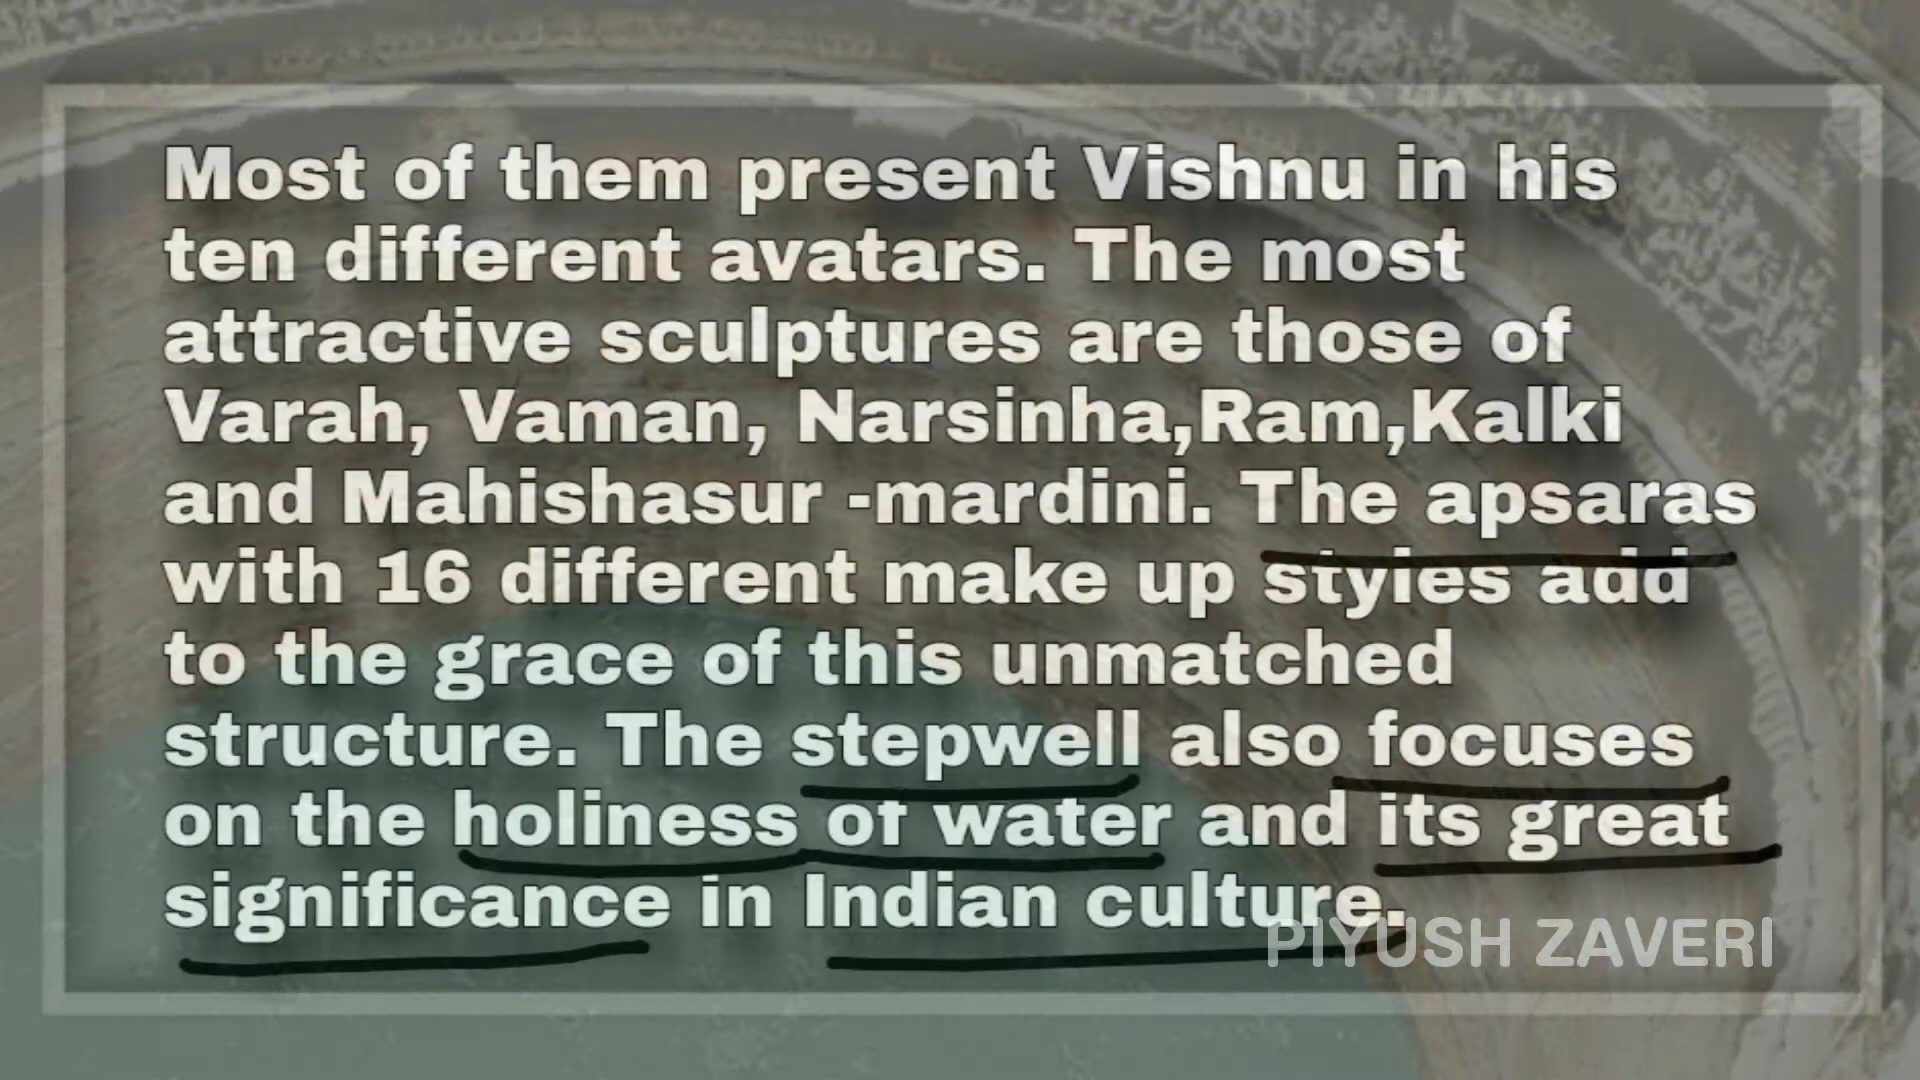 Most of them present Vishnu in his
ten different avatars. The most
attractive sculptures are those of
Varah, Vaman, Narsinha,Ram,Kalki
and Mahishasur -mardini. The apsaras
with 16 different make up styles add
to the grace of this unmatched
structure. The stepwell also focuses
on the holiness of water and its great
significance in Indian culture.
PIYUSH ZAVERI